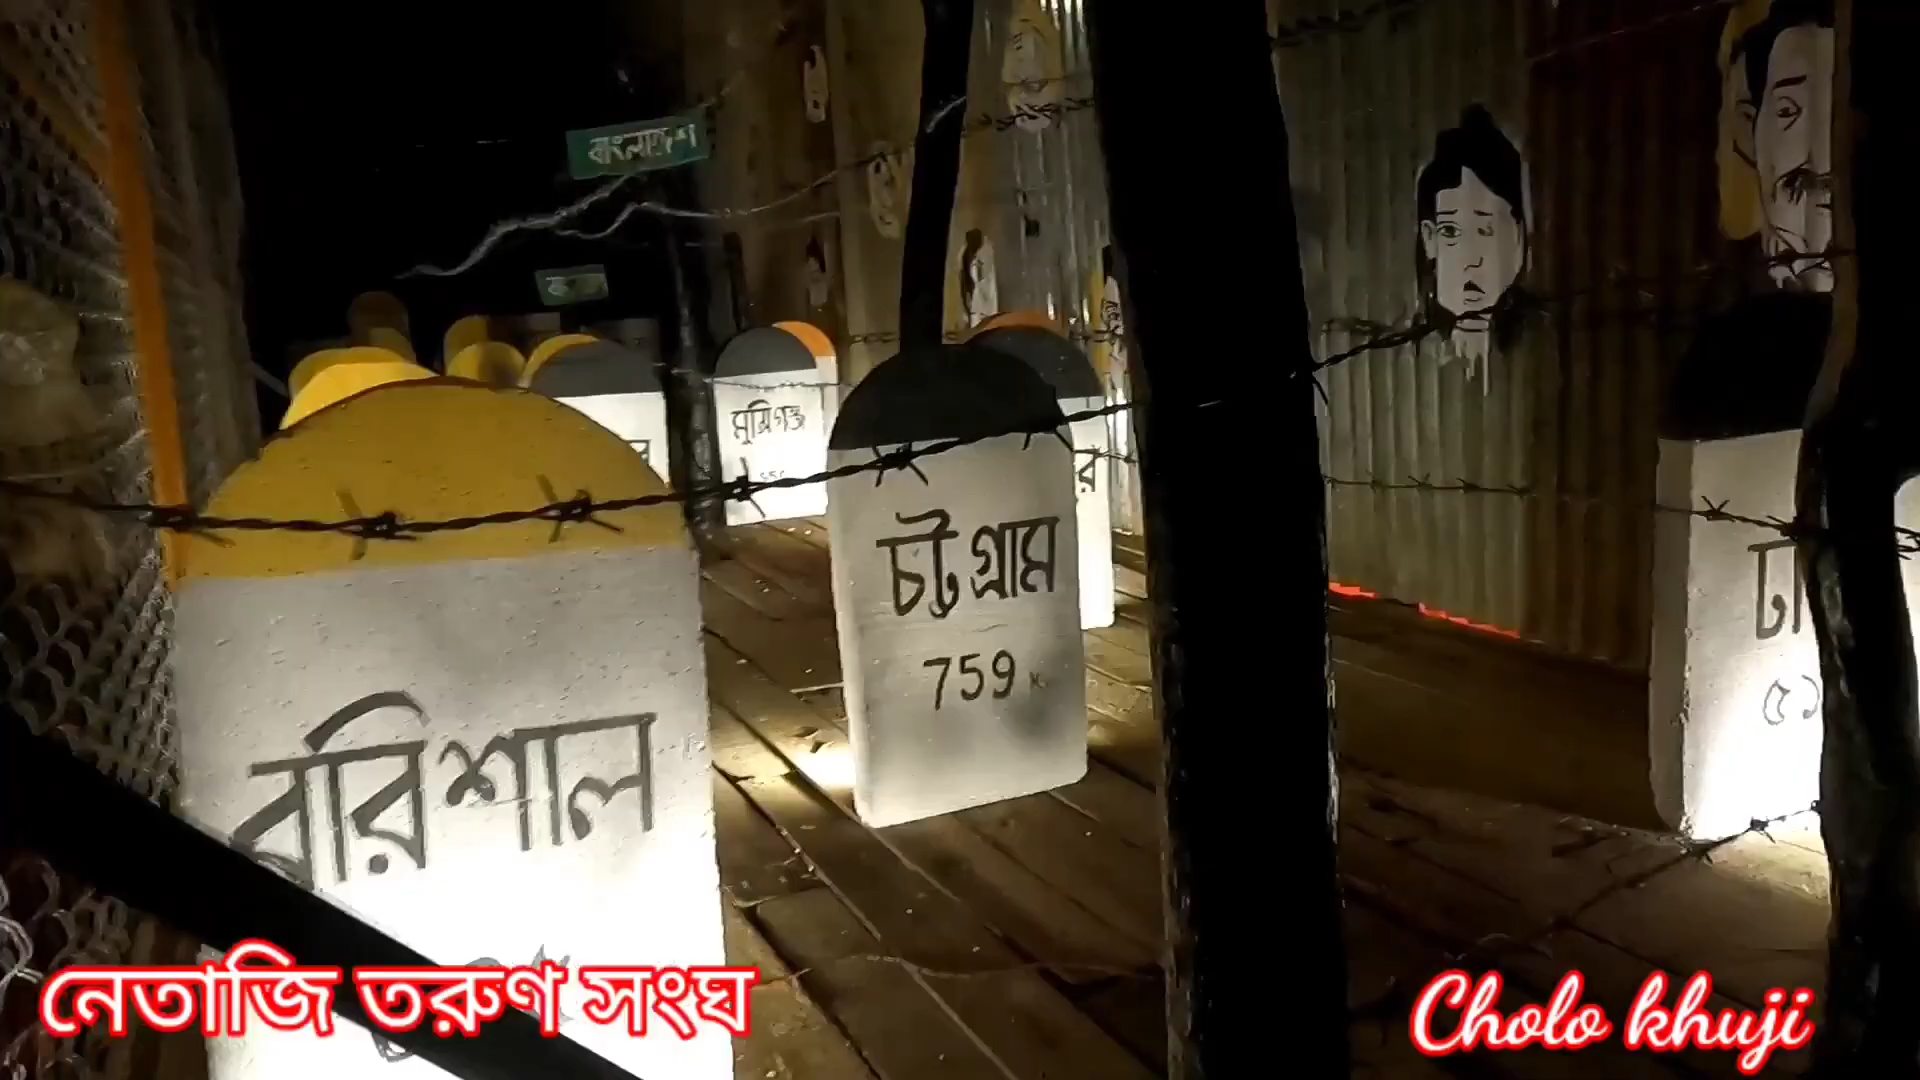 বাংলাদেশ
মুন্সিগঞ্জ
চট্টগ্রাম
759
বরিশাল
নেতাজি তরুণ সংঘ
Cholo khuji